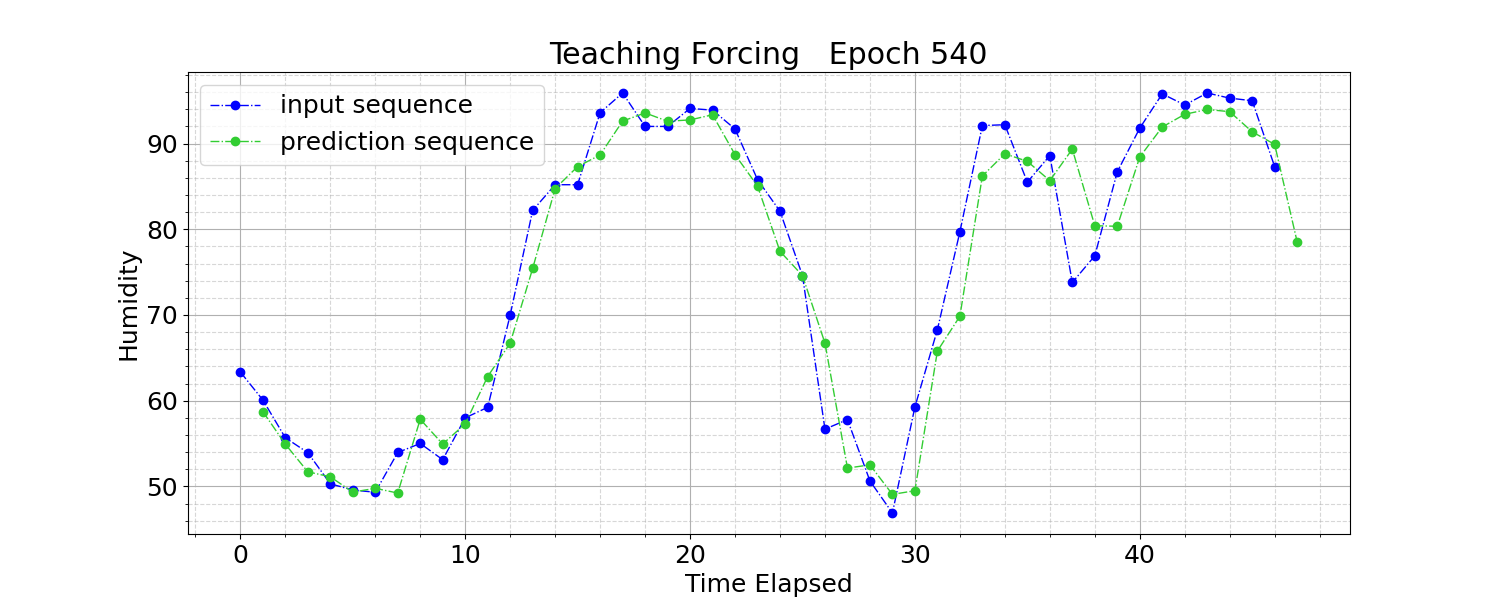 Teaching Forcing   Epoch 540
input sequence
prediction sequence
Humidity
90
80
70
60
50
0 10 20 30 40
Time Elapsed